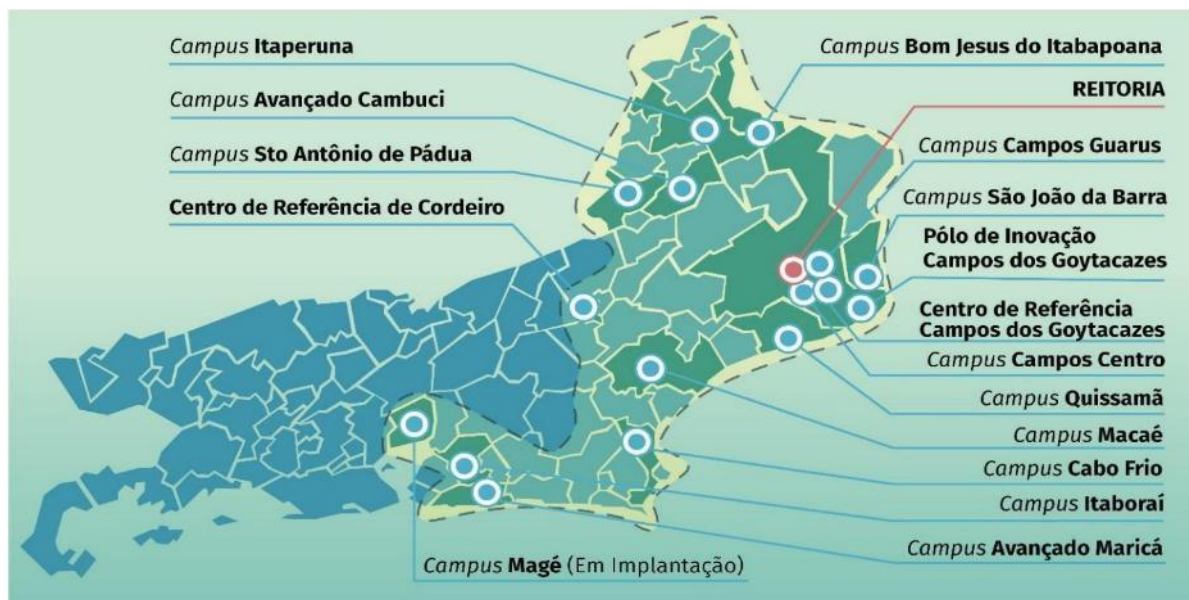 Campus Itaperuna
Campus Avançado Cambuci
Campus Sto Antônio de Pádua
Centro de Referência de Cordeiro
Campus Bom Jesus do Itabapoana
REITORIA
Campus Campos Guarus
Campus São João da Barra
Pólo de Inovação
Campos dos Goytacazes
Centro de Referência
Campos dos Goytacazes
Campus Campos Centro
Campus Quissamã
Campus Macaé
Campus Cabo Frio
Campus Itaboraí
Campus Avançado Maricá
Campus Magé (Em Implantação)